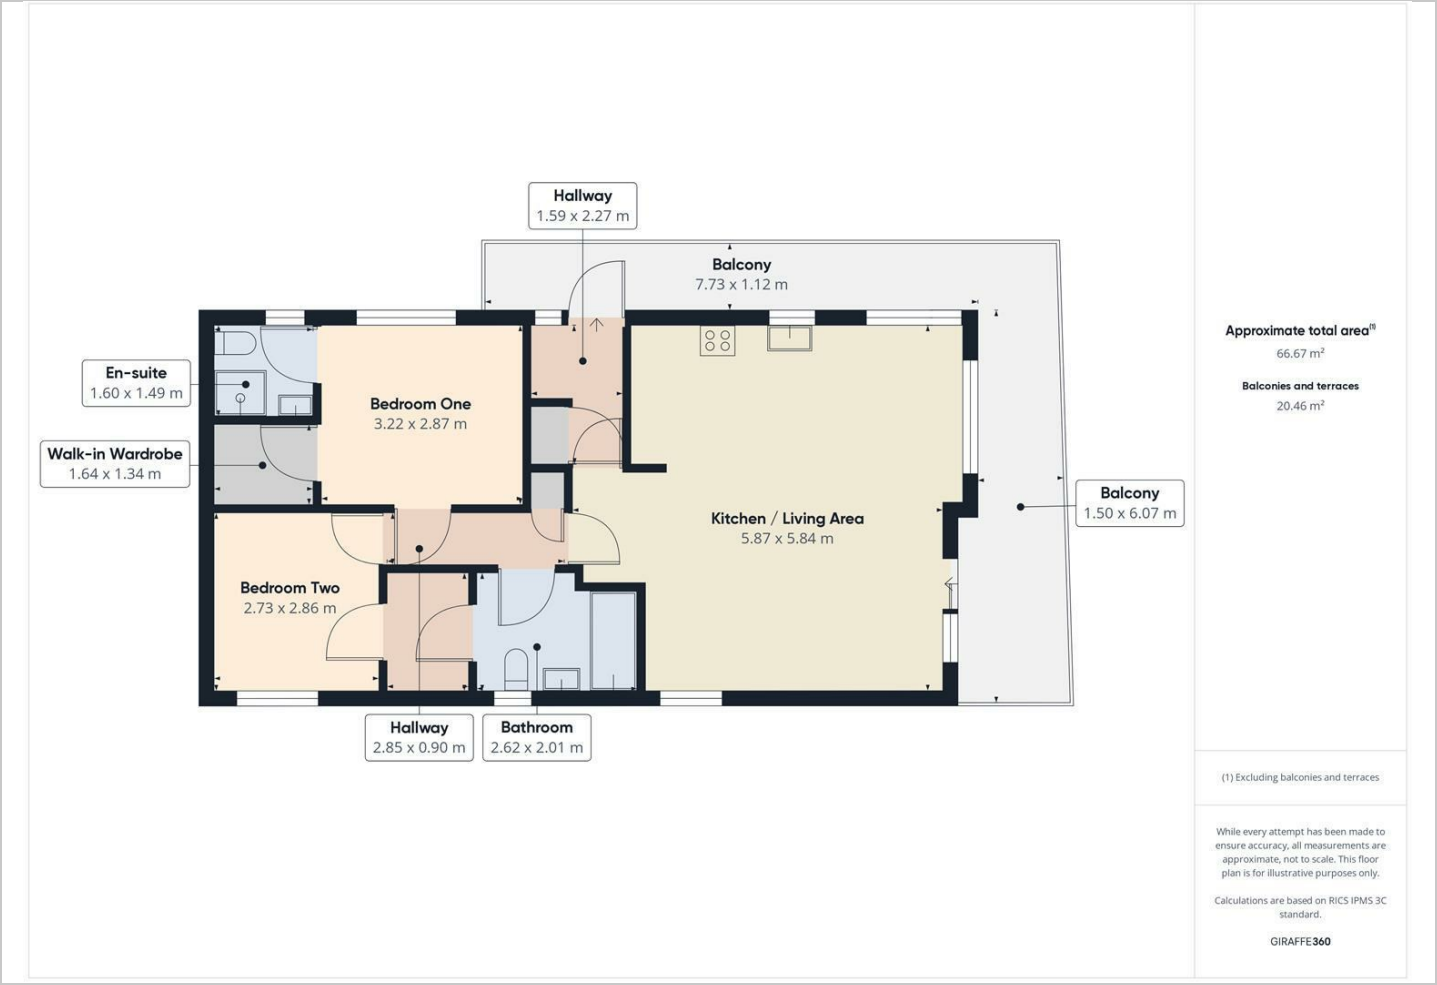 Hallway
1.59 x 2.27 m
Balcony
7.73 x 1.12 m
En-suite
1.60 x 1.49 m
Bedroom One
3.22 x 2.87 m
Walk-in Wardrobe
1.64 x 1.34 m
Kitchen / Living Area
5.87 x 5.84 m
Balcony
1.50 x 6.07 m
Bedroom Two
2.73 x 2.86 m
Hallway
2.85 x 0.90 m
Bathroom
2.62 x 2.01 m
Approximate total area⁽¹⁾
66.67 m²
Balconies and terraces
20.46 m²
(1) Excluding balconies and terraces
While every attempt has been made to
ensure accuracy, all measurements are
approximate, not to scale. This floor
plan is for illustrative purposes only.
Calculations are based on RICS IPMS 3C
standard.
GIRAFFE360